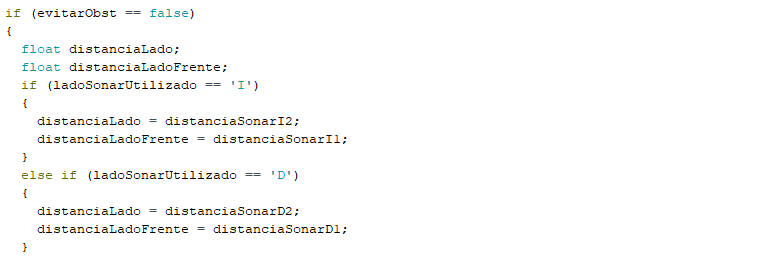 if (evitarObst == false)
{
  float distanciaLado;
  float distanciaLadoFrente;
  if (ladoSonarUtilizado == 'I')
  {
    distanciaLado = distanciaSonarI2;
    distanciaLadoFrente = distanciaSonarI1;
  }
  else if (ladoSonarUtilizado == 'D')
  {
    distanciaLado = distanciaSonarD2;
    distanciaLadoFrente = distanciaSonarD1;
  }